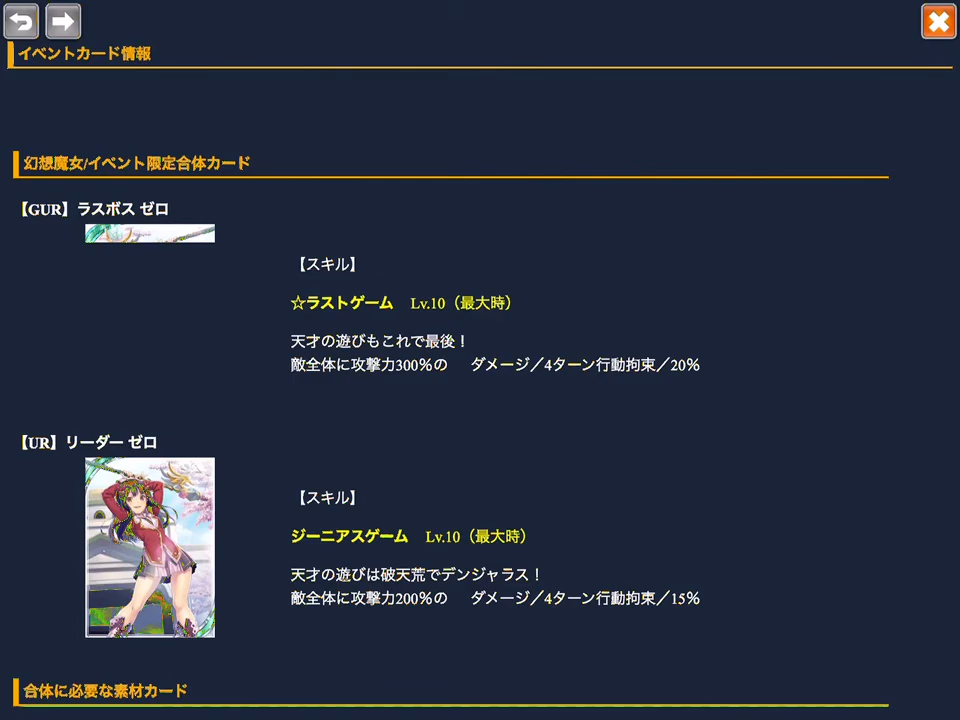 イベントカード情報
幻想魔女/イベント限定合体カード
【GUR】ラスボス ゼロ
【スキル】
☆ラストゲーム Lv.10（最大時）
天才の遊びもこれで最後！
敵全体に攻撃力300％の ダメージ／4ターン行動拘束／20％
【UR】リーダー ゼロ
【スキル】
ジーニアスゲーム Lv.10（最大時）
天才の遊びは破天荒でデンジャラス！
敵全体に攻撃力200％の ダメージ／4ターン行動拘束／15％
合体に必要な素材カード